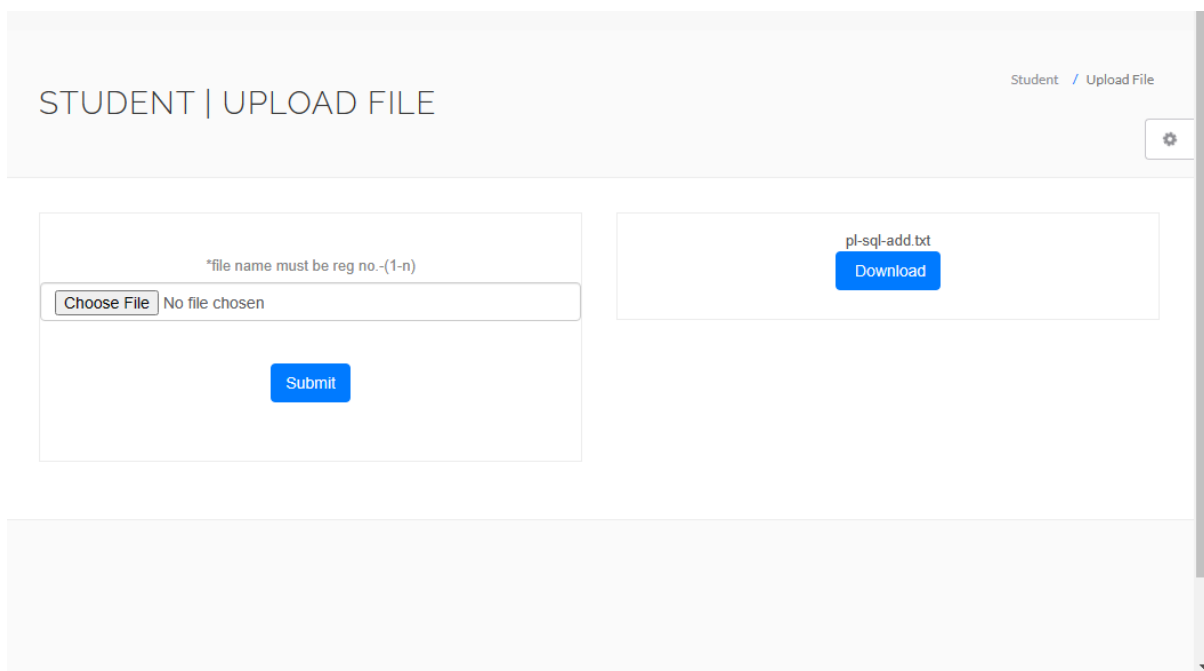 STUDENT | UPLOAD FILE
Student / Upload File
*file name must be reg no.-(1-n)
Choose File No file chosen
Submit
pl-sql-add.txt
Download